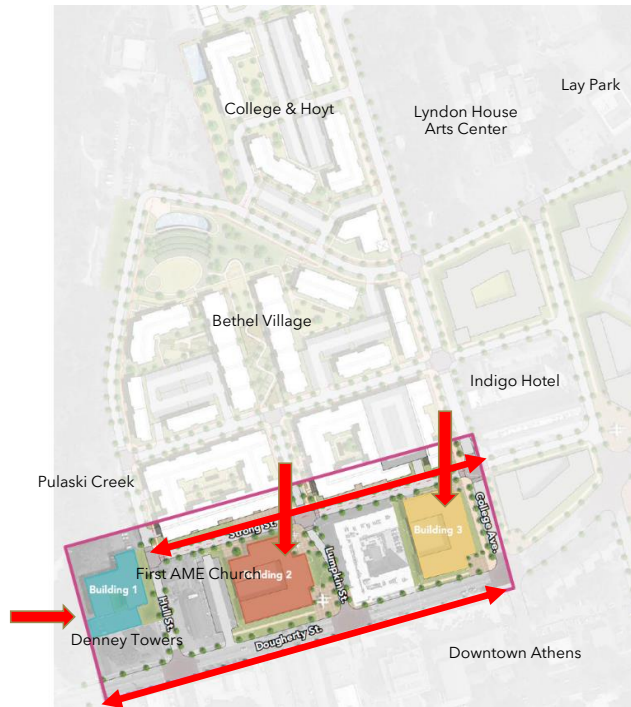 Lay Park
College & Hoyt
Lyndon House
Arts Center
Bethel Village
Indigo Hotel
Pulaski Creek
Strong St.
College Ave.
Building 3
First AME Church
Building 2
Building 1
Lumpkin St.
Hull St.
Denney Towers
Dougherty St.
Downtown Athens